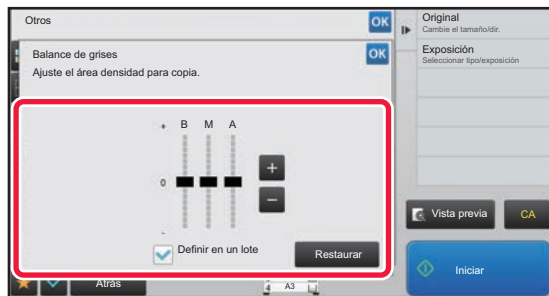 Otros
OK
Balance de grises
OK
Ajuste el área densidad para copia.
+ B M A
0
-
+
−
Definir en un lote
Restaurar
Atrás
4 A3
Original
Cambie el tamaño/dir.
Exposición
Seleccionar tipo/exposición
Vista previa
CA
Iniciar